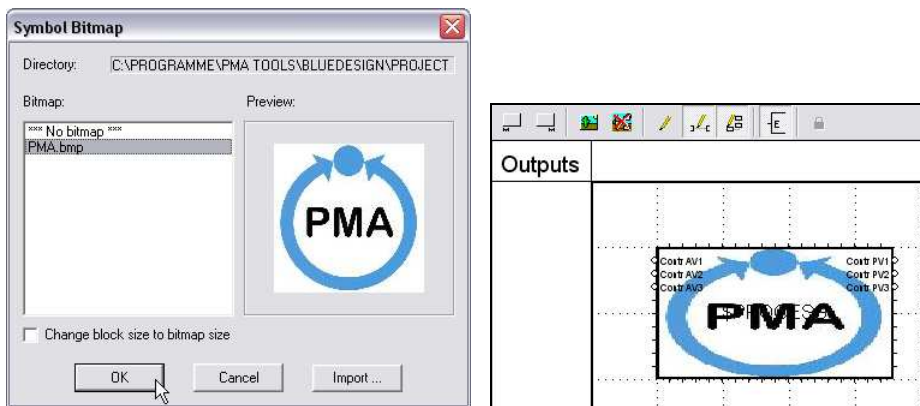 Symbol Bitmap
Directory: C:\PROGRAMME\PMA TOOLS\BLUEDESIGN\PROJECT
Bitmap: Preview:
*** No bitmap ***
PMA.bmp
PMA
Change block size to bitmap size
OK Cancel Import ...
Outputs
Contr AV1 Contr PV1
Contr AV2 Contr PV2
Contr AV3 Contr PV3
PMA